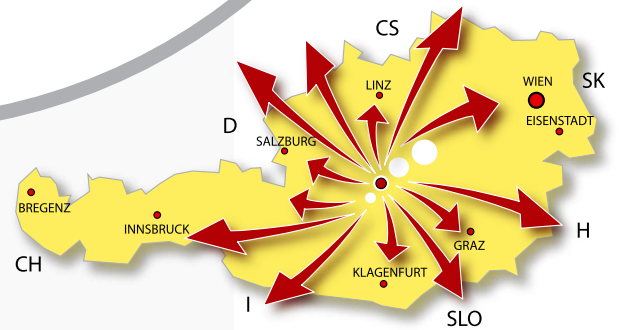 CS
LINZ
WIEN
SK
EISENSTADT
D
SALZBURG
BREGENZ
INNSBRUCK
H
GRAZ
CH
KLAGENFURT
I
SLO